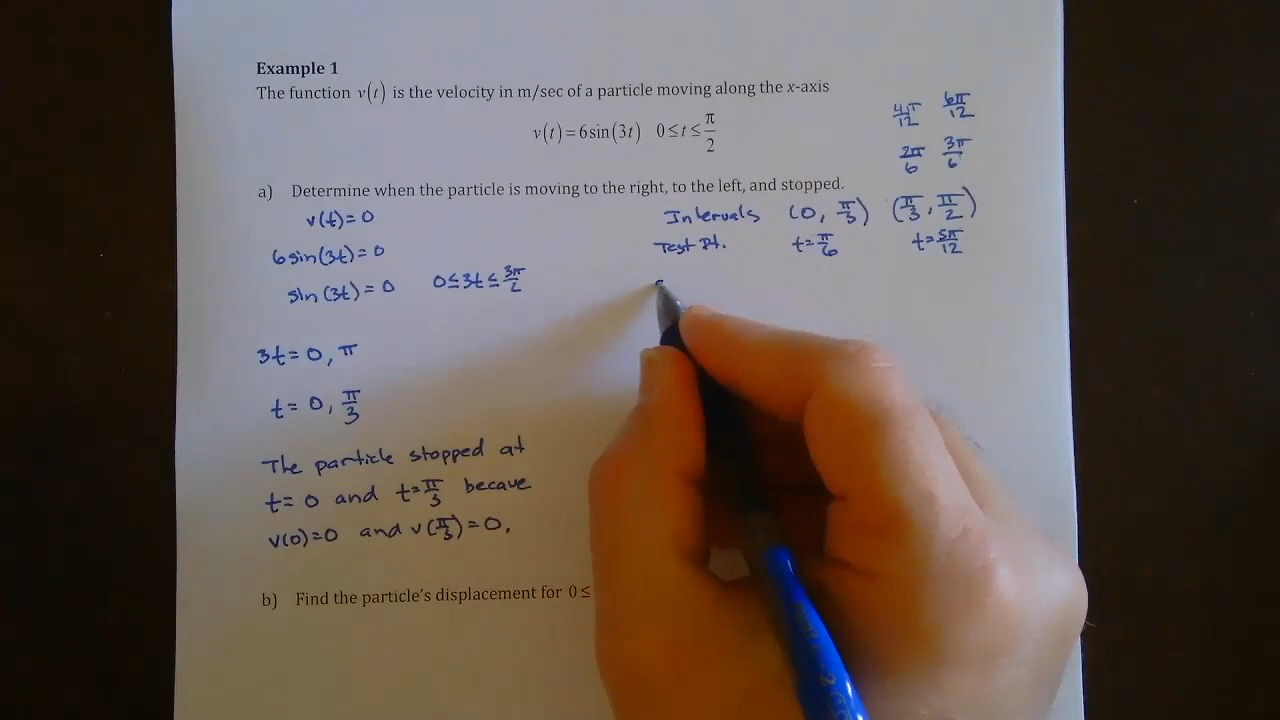 Example 1
The function v(t) is the velocity in m/sec of a particle moving along the x-axis
v(t)=6sin(3t) 0≤t≤π/2
4π/12 6π/12
2π/6 3π/6
a) Determine when the particle is moving to the right, to the left, and stopped.
v(t)=0
6sin(3t)=0
sin(3t)=0 0≤3t≤3π/2
3t=0, π
t=0, π/3
The particle stopped at
t=0 and t=π/3 becaue
v(0)=0 and v(π/3)=0.
Intervals (0, π/3) (π/3, π/2)
Test Pt. t=π/6 t=5π/12
b) Find the particle's displacement for 0≤